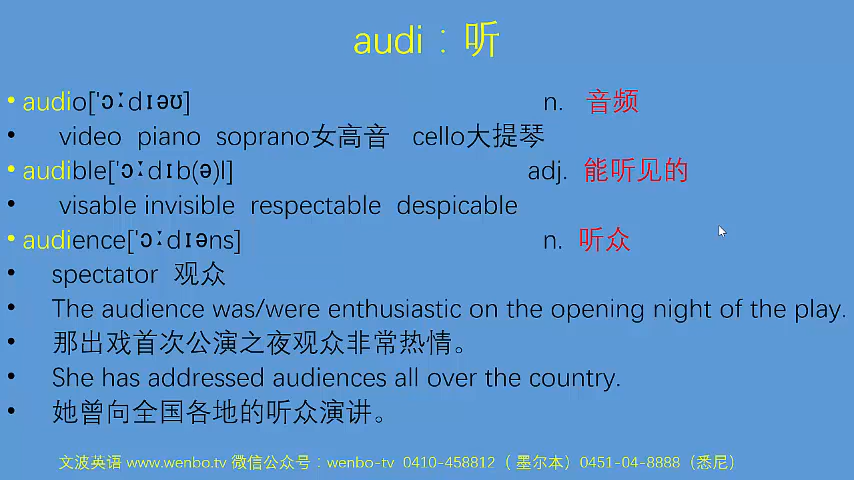 audi：听
• audio['ɔːdɪəʊ] n. 音频
• video piano soprano女高音 cello大提琴
• audible['ɔːdɪb(ə)l] adj. 能听见的
• visable invisible respectable despicable
• audience['ɔːdɪəns] n. 听众
• spectator 观众
• The audience was/were enthusiastic on the opening night of the play.
• 那出戏首次公演之夜观众非常热情。
• She has addressed audiences all over the country.
• 她曾向全国各地的听众演讲。
文波英语 www.wenbo.tv 微信公众号：wenbo-tv 0410-458812（ 墨尔本）0451-04-8888（悉尼）